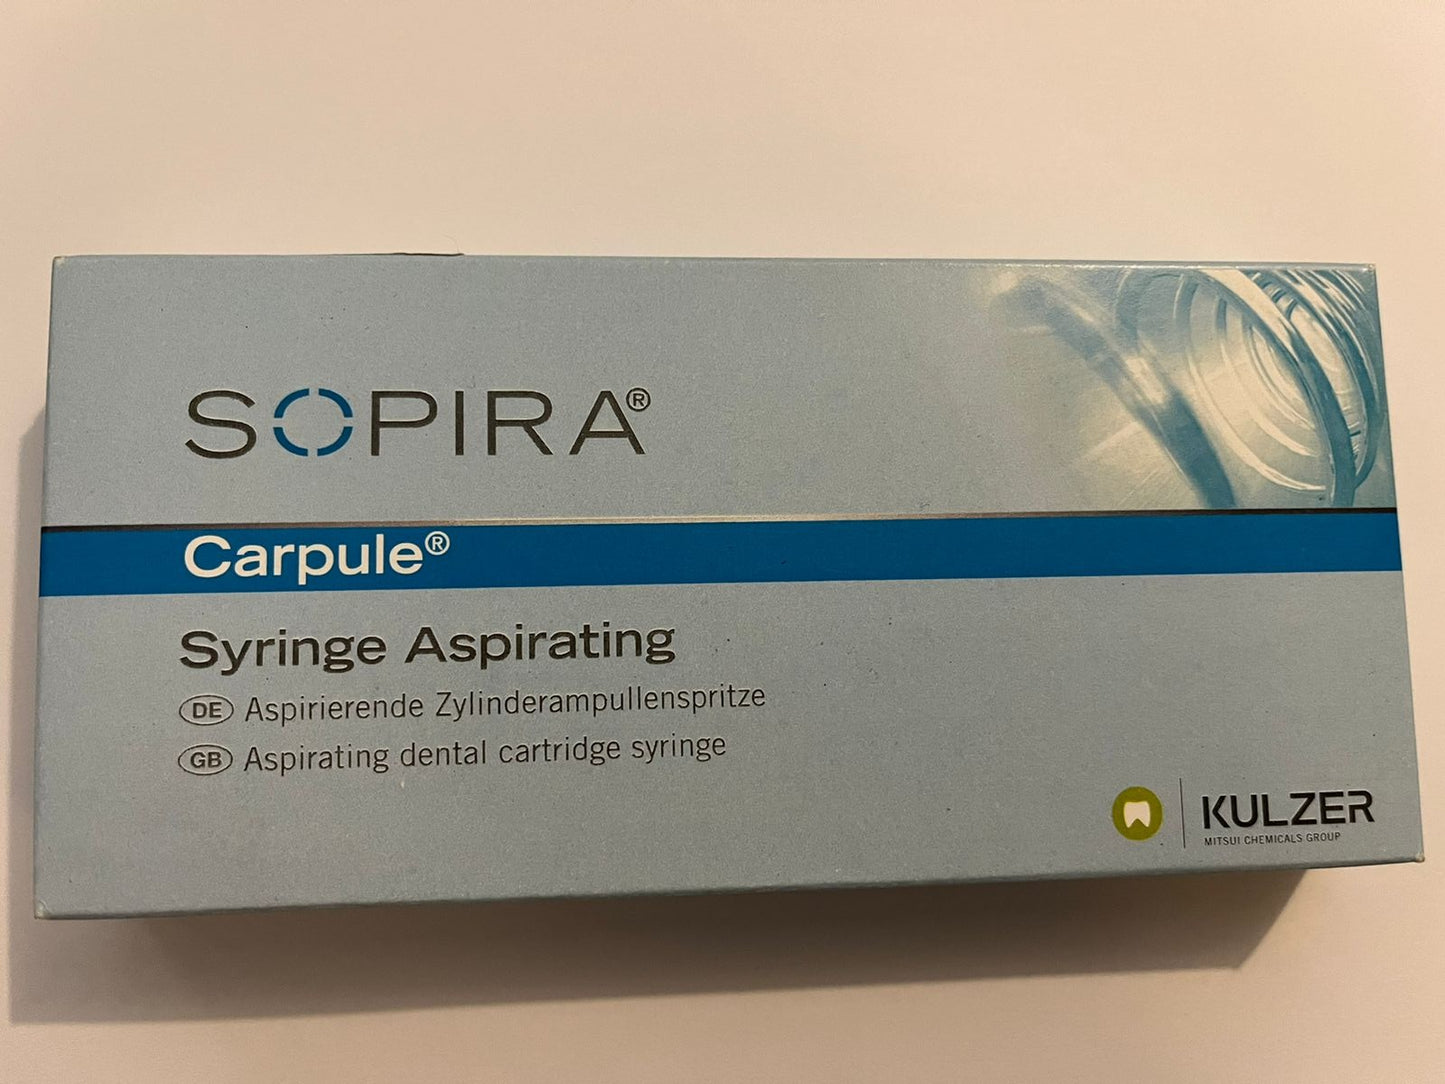 SOPIRA®
Carpule®
Syringe Aspirating
DE Aspirierende Zylinderampullenspritze
GB Aspirating dental cartridge syringe
KULZER
MITSUI CHEMICALS GROUP